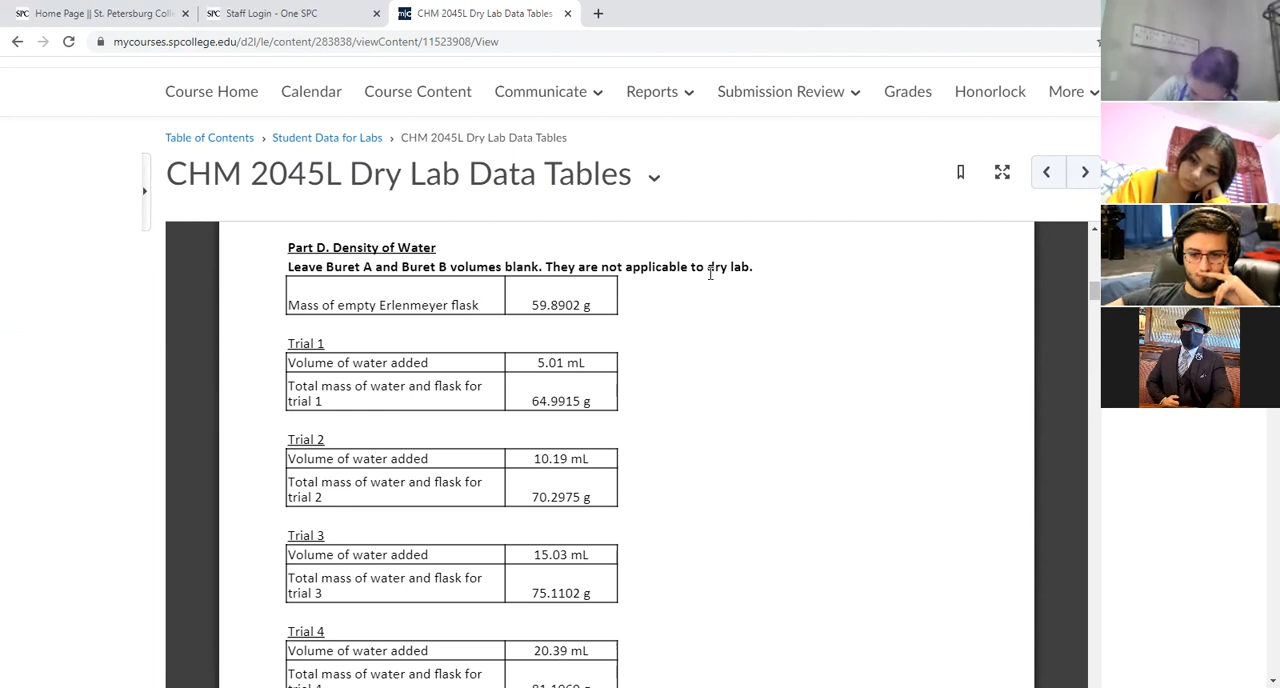 SPC Home Page || St. Petersburg Coll
SPC Staff Login - One SPC
CHM 2045L Dry Lab Data Tables
mycourses.spcollege.edu/d2l/le/content/283838/viewContent/11523908/View
Course Home Calendar Course Content Communicate Reports Submission Review Grades Honorlock More
Table of Contents › Student Data for Labs › CHM 2045L Dry Lab Data Tables
CHM 2045L Dry Lab Data Tables
Part D. Density of Water
Leave Buret A and Buret B volumes blank. They are not applicable to dry lab.
Mass of empty Erlenmeyer flask 59.8902 g
Trial 1
Volume of water added 5.01 mL
Total mass of water and flask for
trial 1 64.9915 g
Trial 2
Volume of water added 10.19 mL
Total mass of water and flask for
trial 2 70.2975 g
Trial 3
Volume of water added 15.03 mL
Total mass of water and flask for
trial 3 75.1102 g
Trial 4
Volume of water added 20.39 mL
Total mass of water and flask for